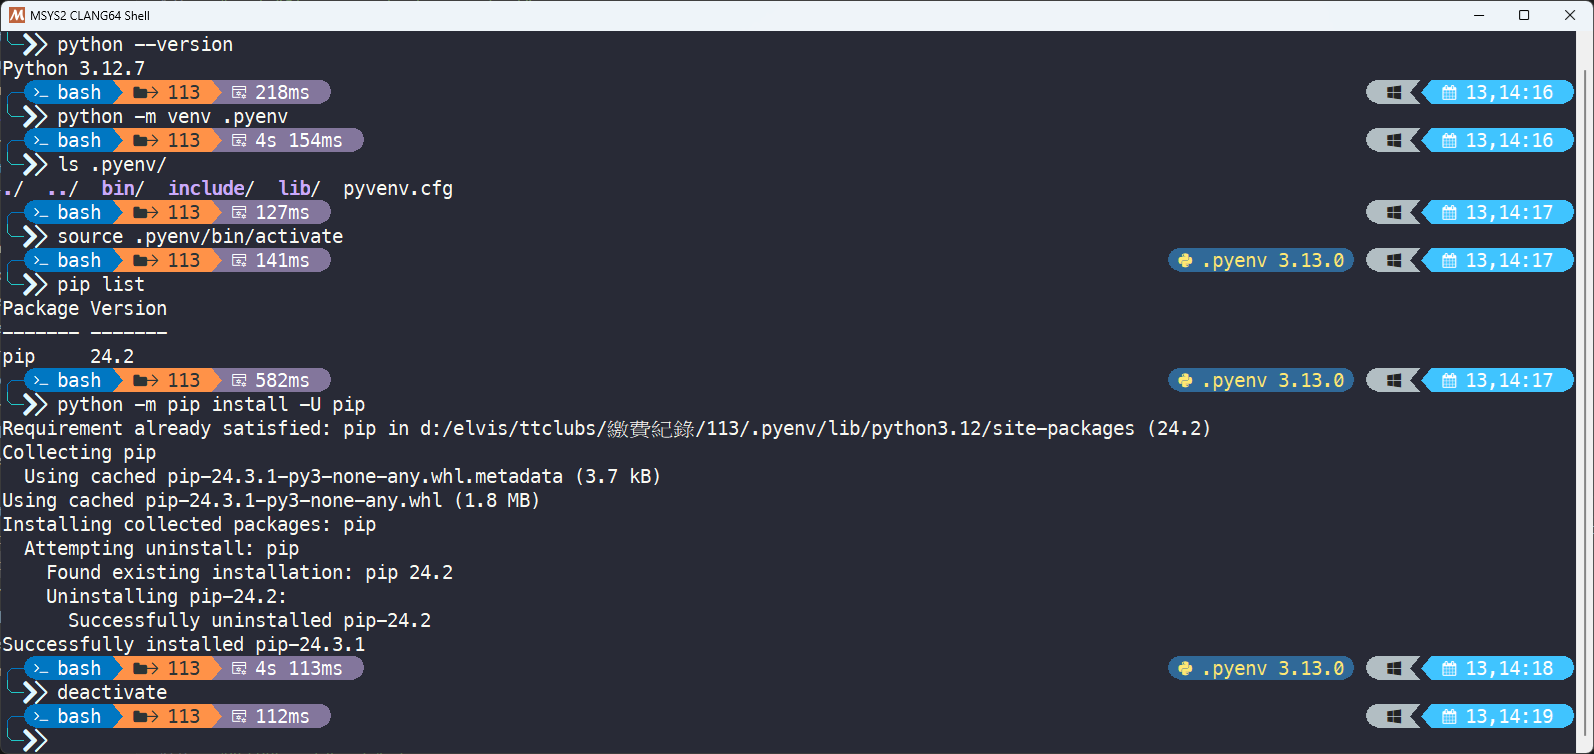 MSYS2 CLANG64 Shell
python --version
Python 3.12.7
bash 113 218ms 13,14:16
python -m venv .pyenv
bash 113 4s 154ms 13,14:16
ls .pyenv/
./ ../ bin/ include/ lib/ pyvenv.cfg
bash 113 127ms 13,14:17
source .pyenv/bin/activate
bash 113 141ms .pyenv 3.13.0 13,14:17
pip list
Package Version
------- -------
pip 24.2
bash 113 582ms .pyenv 3.13.0 13,14:17
python -m pip install -U pip
Requirement already satisfied: pip in d:/elvis/ttclubs/繳費紀錄/113/.pyenv/lib/python3.12/site-packages (24.2)
Collecting pip
Using cached pip-24.3.1-py3-none-any.whl.metadata (3.7 kB)
Using cached pip-24.3.1-py3-none-any.whl (1.8 MB)
Installing collected packages: pip
Attempting uninstall: pip
Found existing installation: pip 24.2
Uninstalling pip-24.2:
Successfully uninstalled pip-24.2
Successfully installed pip-24.3.1
bash 113 4s 113ms .pyenv 3.13.0 13,14:18
deactivate
bash 113 112ms 13,14:19